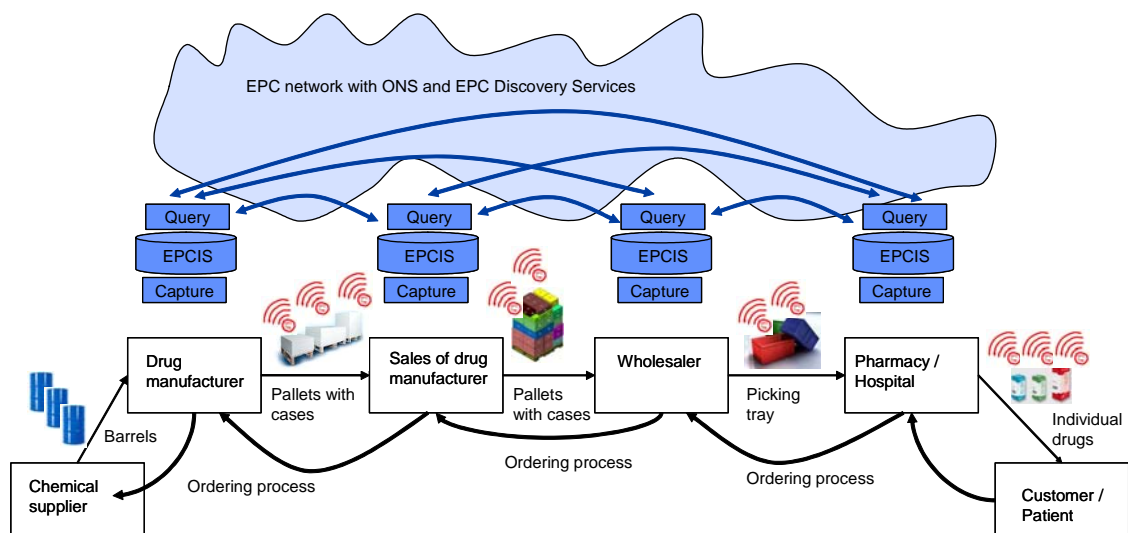 EPC network with ONS and EPC Discovery Services
Query
Query
Query
Query
EPCIS
EPCIS
EPCIS
EPCIS
Capture
Capture
Capture
Capture
Drug
manufacturer
Sales of drug
manufacturer
Wholesaler
Pharmacy /
Hospital
Pallets with
cases
Pallets
with cases
Picking
tray
Individual
drugs
Barrels
Ordering process
Ordering process
Ordering process
Chemical
supplier
Customer /
Patient